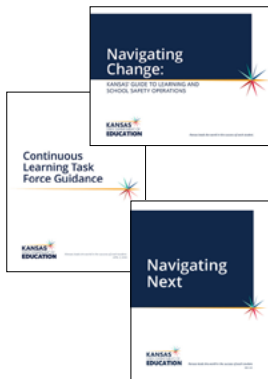 Navigating
Change:
KANSAS' GUIDE TO LEARNING AND
SCHOOL SAFETY OPERATIONS
KANSAS
EDUCATION
Continuous
Learning Task
Force Guidance
KANSAS
EDUCATION
Navigating
Next
KANSAS
EDUCATION